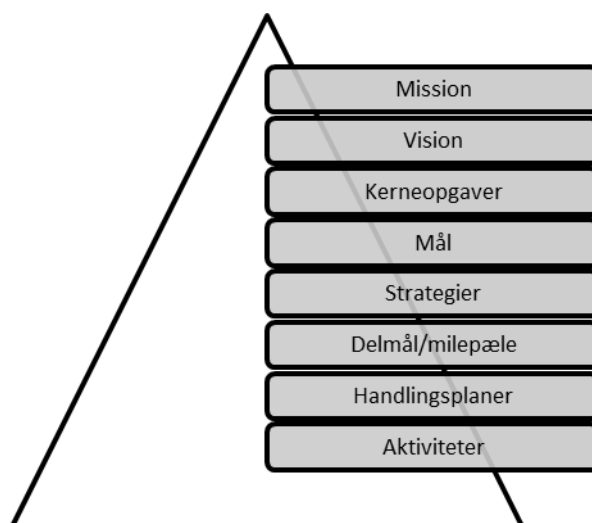 Mission
Vision
Kerneopgaver
Mål
Strategier
Delmål/milepæle
Handlingsplaner
Aktiviteter